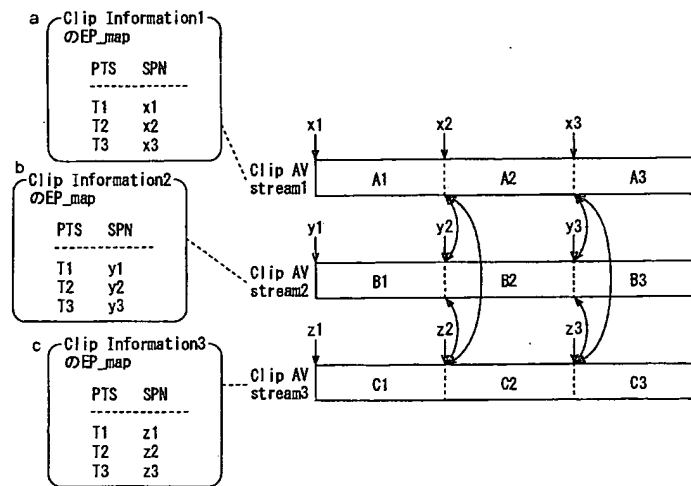 a
Clip Information1
のEP_map
PTS SPN
T1 x1
T2 x2
T3 x3
b
Clip Information2
のEP_map
PTS SPN
T1 y1
T2 y2
T3 y3
c
Clip Information3
のEP_map
PTS SPN
T1 z1
T2 z2
T3 z3
x1 x2 x3
Clip AV
stream1
A1 A2 A3
y1 y2 y3
Clip AV
stream2
B1 B2 B3
z1 z2 z3
Clip AV
stream3
C1 C2 C3